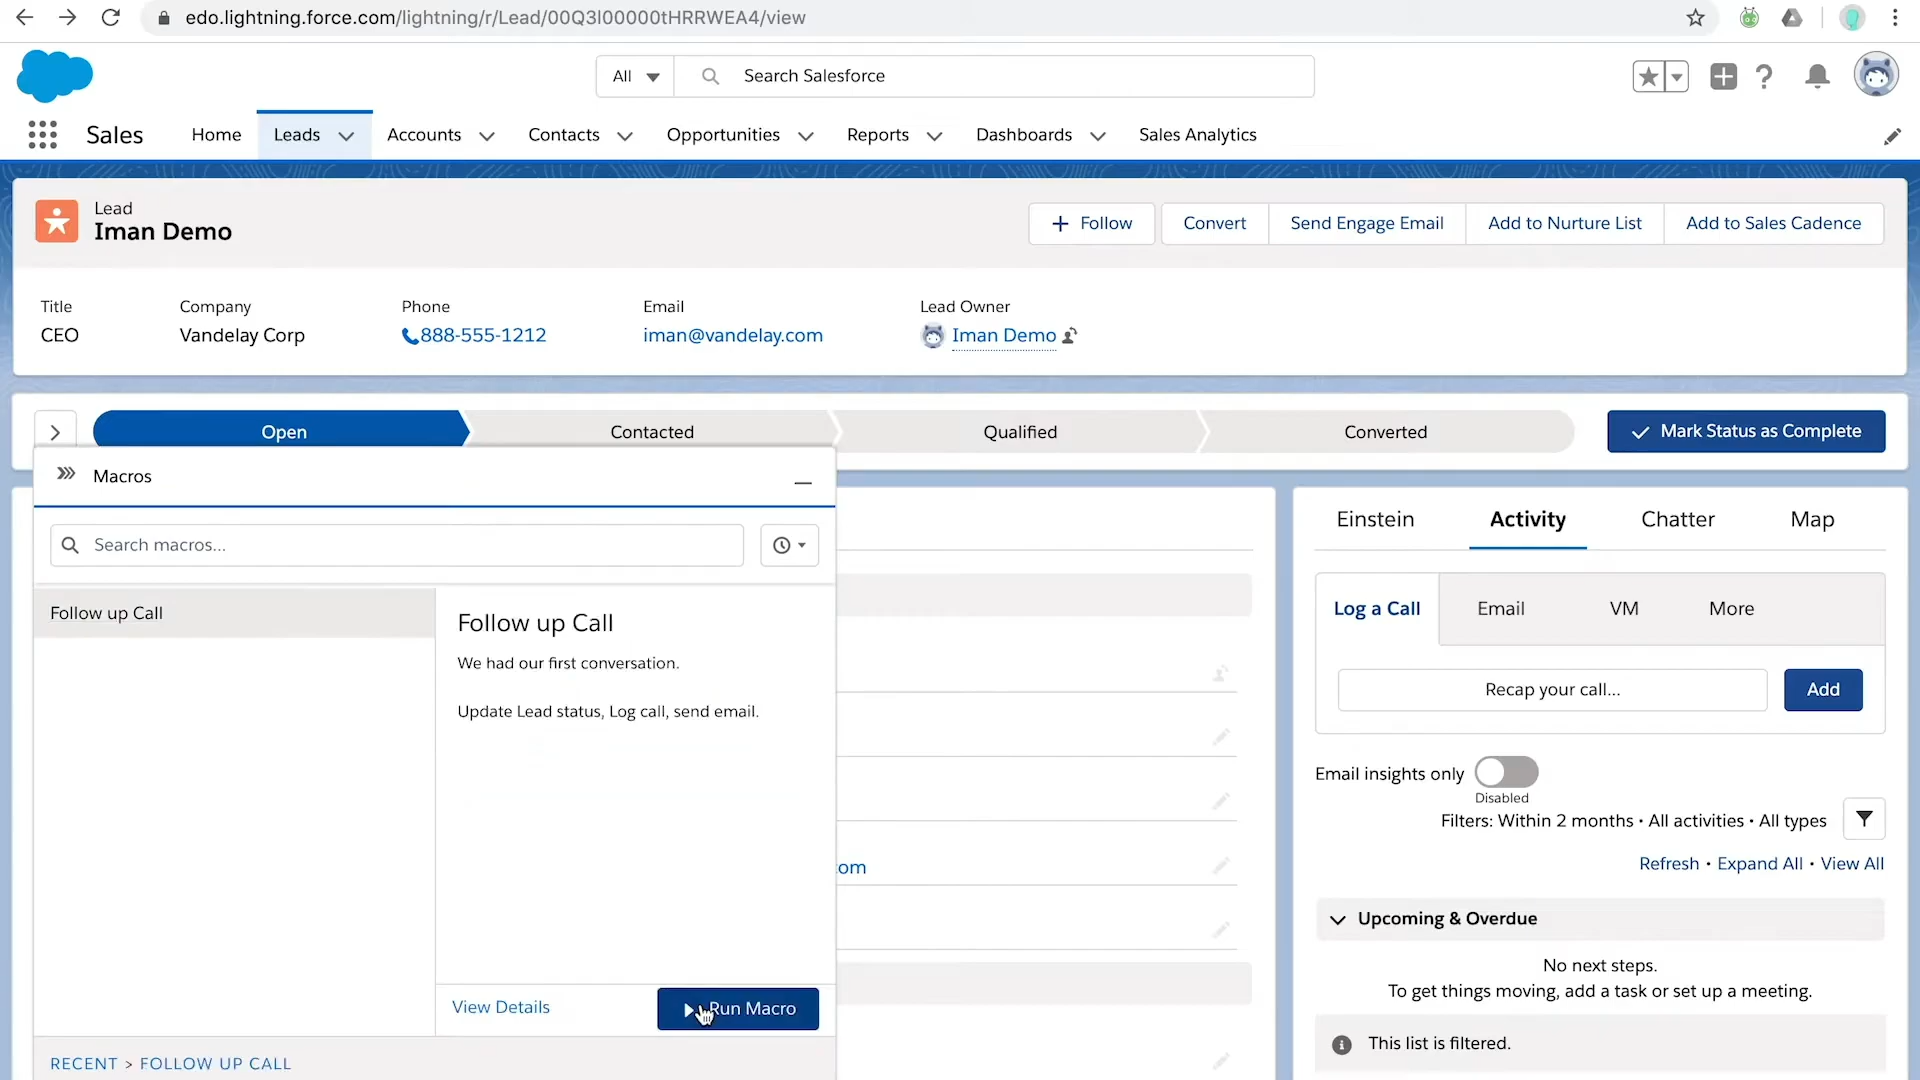 edo.lightning.force.com/lightning/r/Lead/00Q3l00000tHRRWEA4/view
All
Search Salesforce
Sales
Home
Leads
Accounts
Contacts
Opportunities
Reports
Dashboards
Sales Analytics
Lead
Iman Demo
+ Follow
Convert
Send Engage Email
Add to Nurture List
Add to Sales Cadence
Title
CEO
Company
Vandelay Corp
Phone
888-555-1212
Email
iman@vandelay.com
Lead Owner
Iman Demo
Open
Contacted
Qualified
Converted
Mark Status as Complete
Macros
Search macros...
Follow up Call
Follow up Call
We had our first conversation.
Update Lead status, Log call, send email.
View Details
Run Macro
RECENT > FOLLOW UP CALL
com
Einstein
Activity
Chatter
Map
Log a Call
Email
VM
More
Recap your call...
Add
Email insights only
Disabled
Filters: Within 2 months • All activities • All types
Refresh • Expand All • View All
Upcoming & Overdue
No next steps.
To get things moving, add a task or set up a meeting.
This list is filtered.